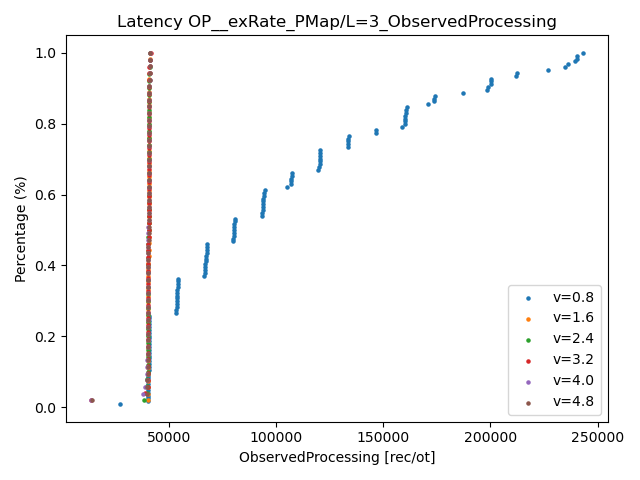 Latency OP__exRate_PMap/L=3_ObservedProcessing
1.0
0.8
0.6
0.4
0.2
0.0
Percentage (%)
v=0.8
v=1.6
v=2.4
v=3.2
v=4.0
v=4.8
50000 100000 150000 200000 250000
ObservedProcessing [rec/ot]